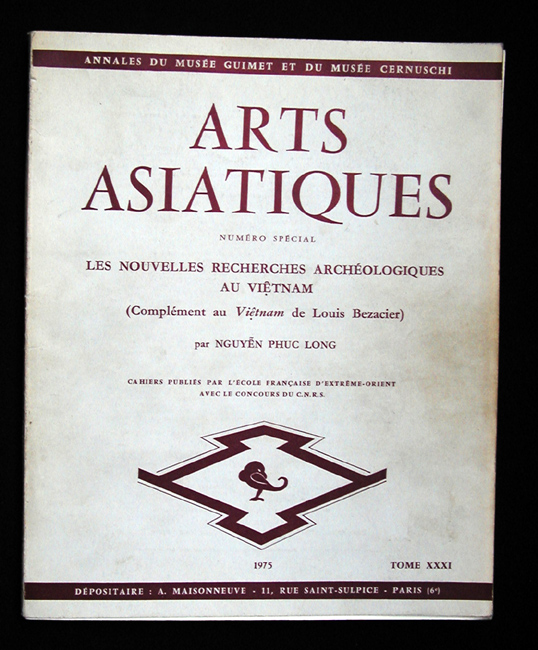 ANNALES DU MUSÉE GUIMET ET DU MUSÉE CERNUSCHI
ARTS
ASIATIQUES
NUMÉRO SPÉCIAL
LES NOUVELLES RECHERCHES ARCHÉOLOGIQUES
AU VIỆTNAM
(Complément au Việtnam de Louis Bezacier)
par NGUYỄN PHUC LONG
CAHIERS PUBLIÉS PAR L'ÉCOLE FRANÇAISE D'EXTRÊME-ORIENT
AVEC LE CONCOURS DU C.N.R.S.
1975 TOME XXXI
DÉPOSITAIRE : A. MAISONNEUVE - 11, RUE SAINT-SULPICE - PARIS (6e)